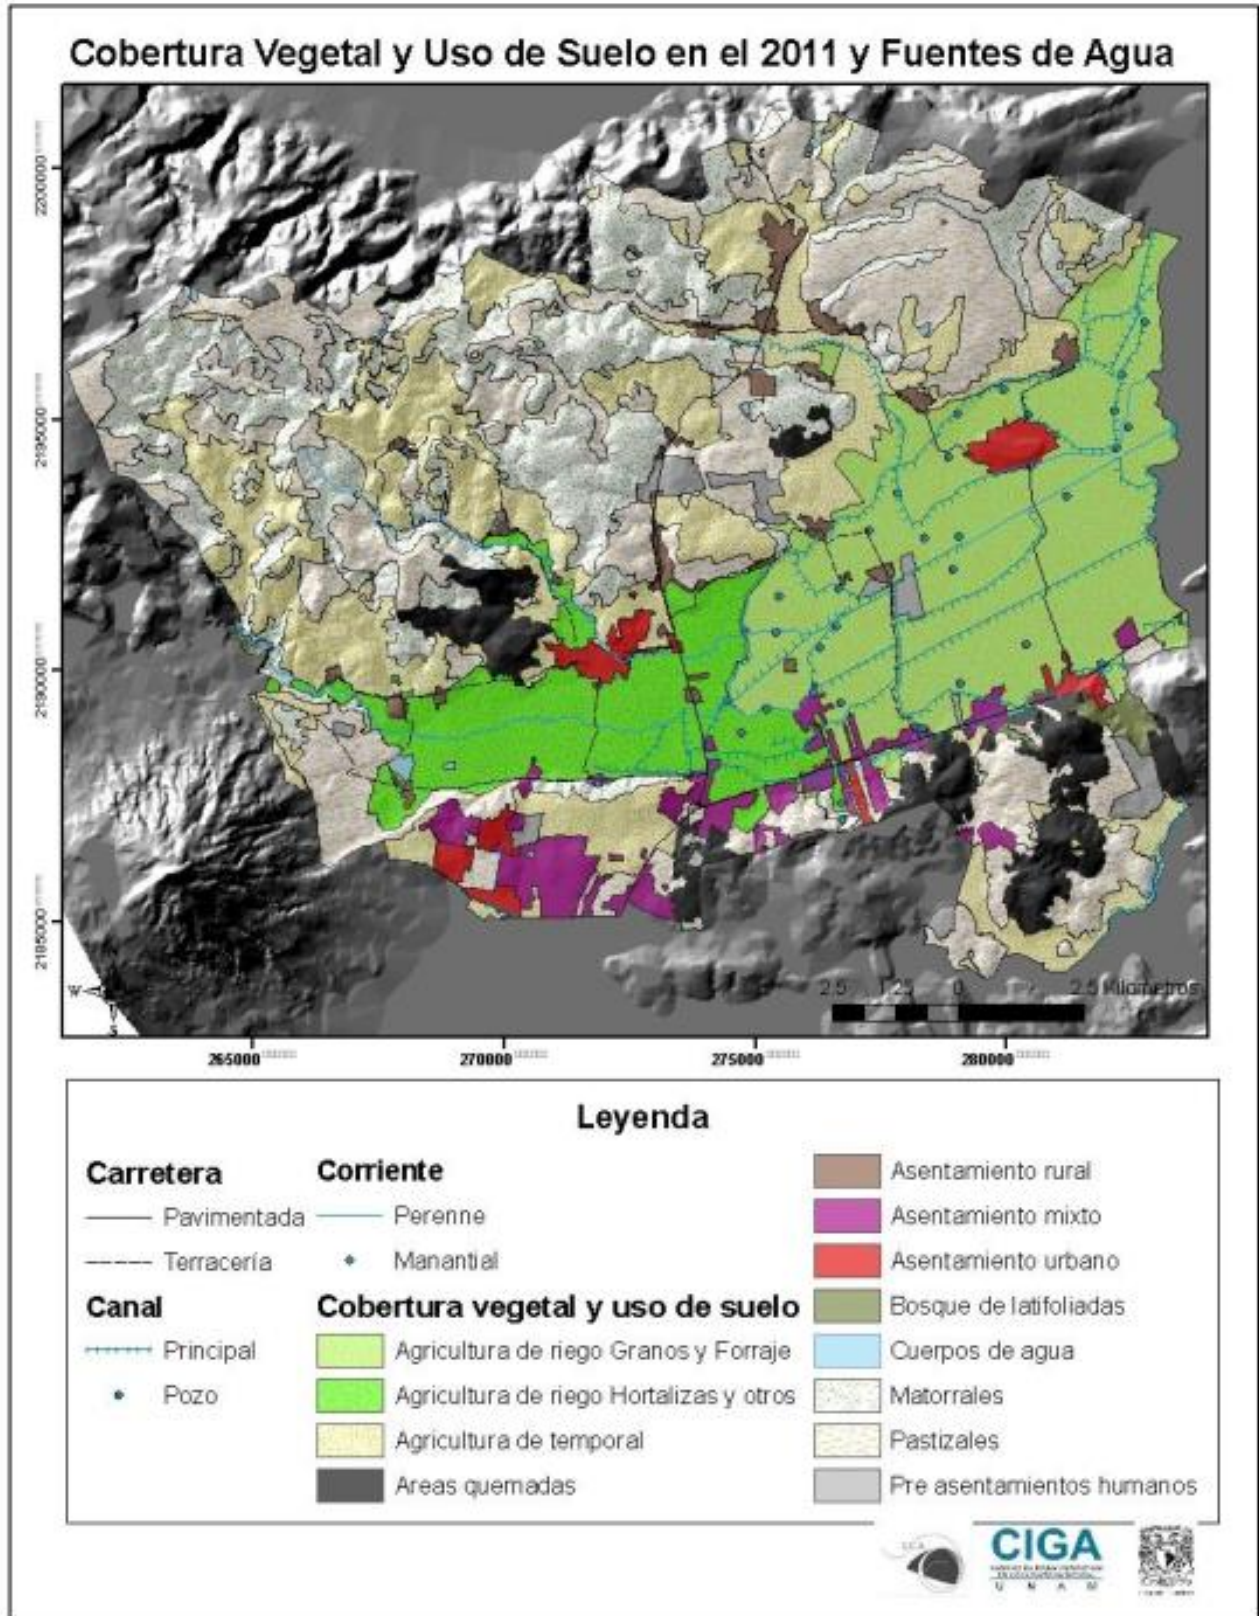 Cobertura Vegetal y Uso de Suelo en el 2011 y Fuentes de Agua
2200000
2195000
2190000
2185000
W
S
2.5 1.25 0 2.5 Kilometros
265000
270000
275000
280000
Leyenda
Carretera
Pavimentada
Terracería
Canal
Principal
Pozo
Corriente
Perenne
Manantial
Cobertura vegetal y uso de suelo
Agricultura de riego Granos y Forraje
Agricultura de riego Hortalizas y otros
Agricultura de temporal
Areas quemadas
Asentamiento rural
Asentamiento mixto
Asentamiento urbano
Bosque de latifoliadas
Cuerpos de agua
Matorrales
Pastizales
Pre asentamientos humanos
CIGA
U N A M